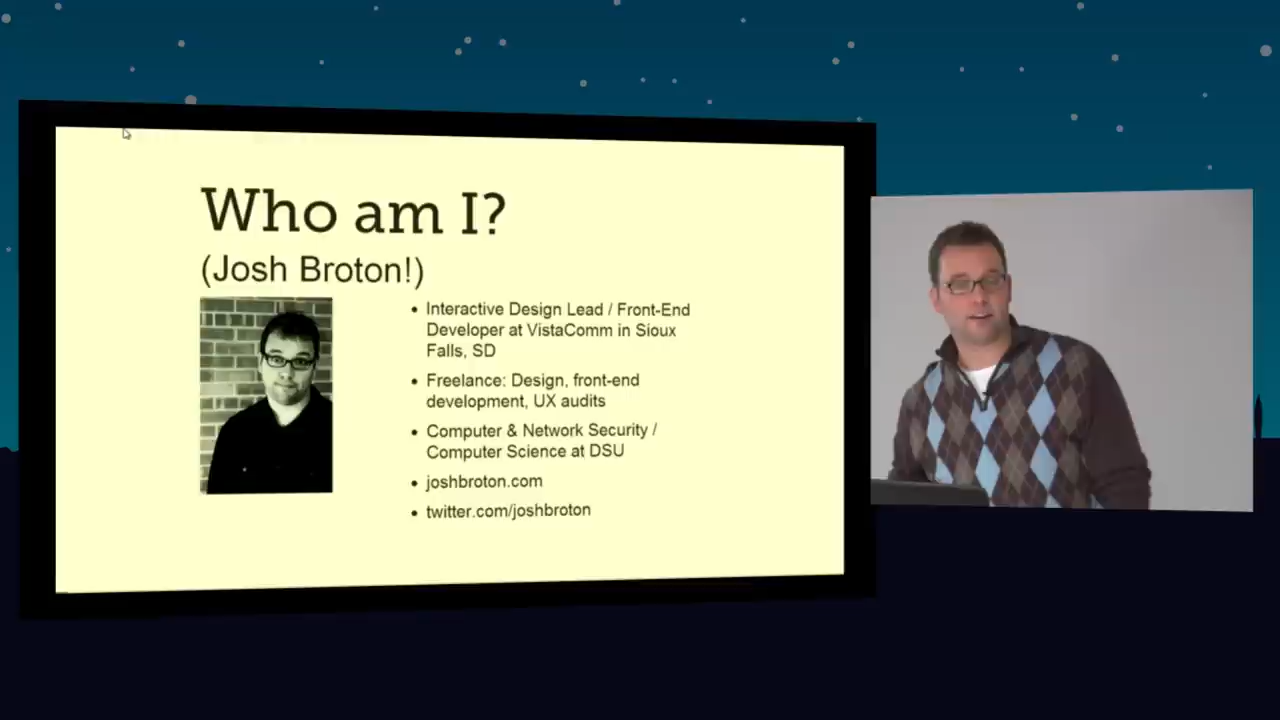 Who am I?
(Josh Broton!)
• Interactive Design Lead / Front-End
Developer at VistaComm in Sioux
Falls, SD
• Freelance: Design, front-end
development, UX audits
• Computer & Network Security /
Computer Science at DSU
• joshbroton.com
• twitter.com/joshbroton